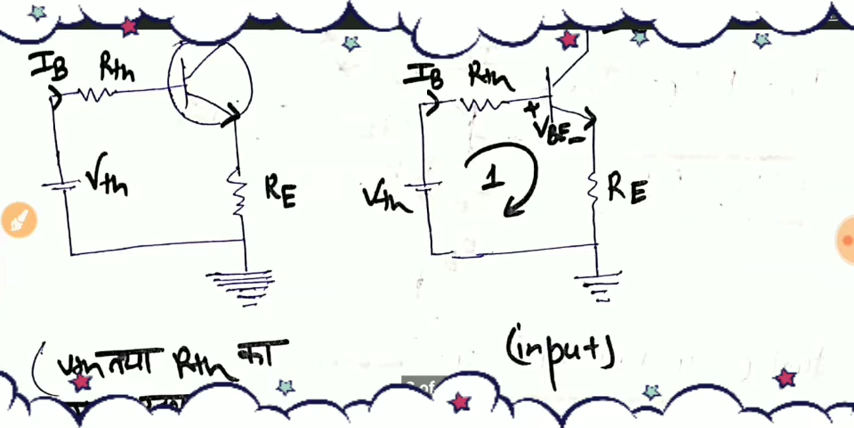 IB Rth
Vth
RE
(Vth तथा Rth का
IB Rth
+
VBE -
1
Vth
RE
(input)